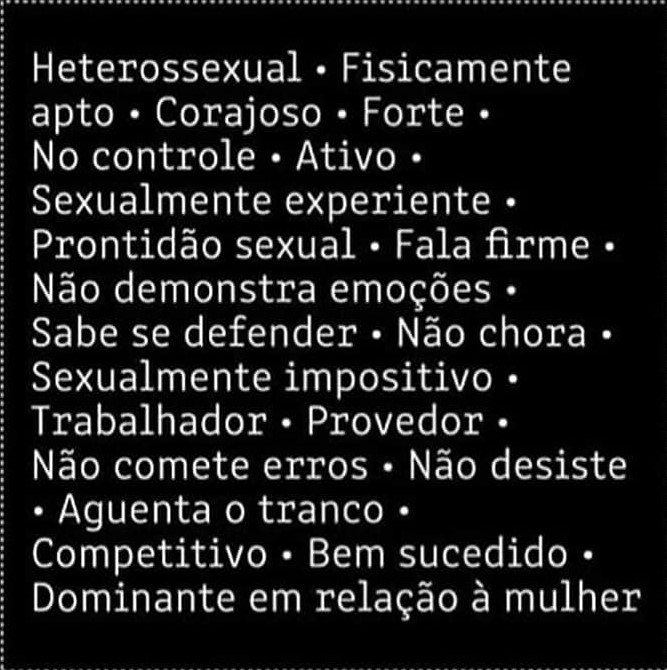 Heterossexual • Fisicamente
apto • Corajoso • Forte •
No controle • Ativo •
Sexualmente experiente •
Prontidão sexual • Fala firme •
Não demonstra emoções •
Sabe se defender • Não chora •
Sexualmente impositivo •
Trabalhador • Provedor •
Não comete erros • Não desiste
• Aguenta o tranco •
Competitivo • Bem sucedido •
Dominante em relação à mulher